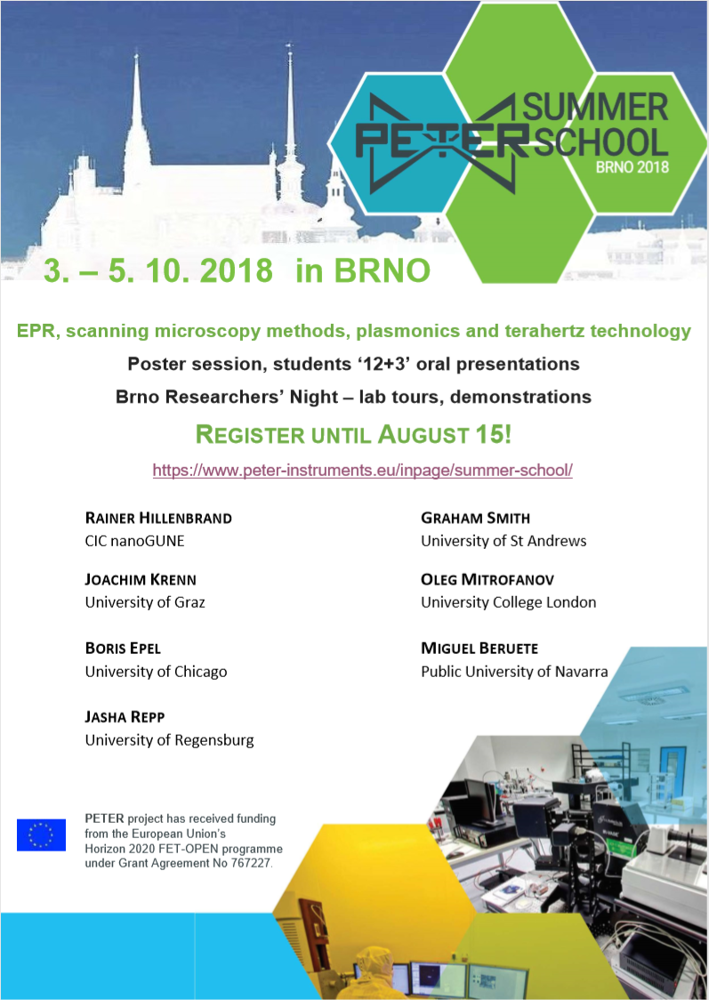 PETER
SUMMER
SCHOOL
BRNO 2018
3. – 5. 10. 2018 in BRNO
EPR, scanning microscopy methods, plasmonics and terahertz technology
Poster session, students ‘12+3’ oral presentations
Brno Researchers’ Night – lab tours, demonstrations
REGISTER UNTIL AUGUST 15!
https://www.peter-instruments.eu/inpage/summer-school/
RAINER HILLENBRAND
CIC nanoGUNE
JOACHIM KRENN
University of Graz
BORIS EPEL
University of Chicago
JASHA REPP
University of Regensburg
GRAHAM SMITH
University of St Andrews
OLEG MITROFANOV
University College London
MIGUEL BERUETE
Public University of Navarra
PETER project has received funding
from the European Union’s
Horizon 2020 FET-OPEN programme
under Grant Agreement No 767227.